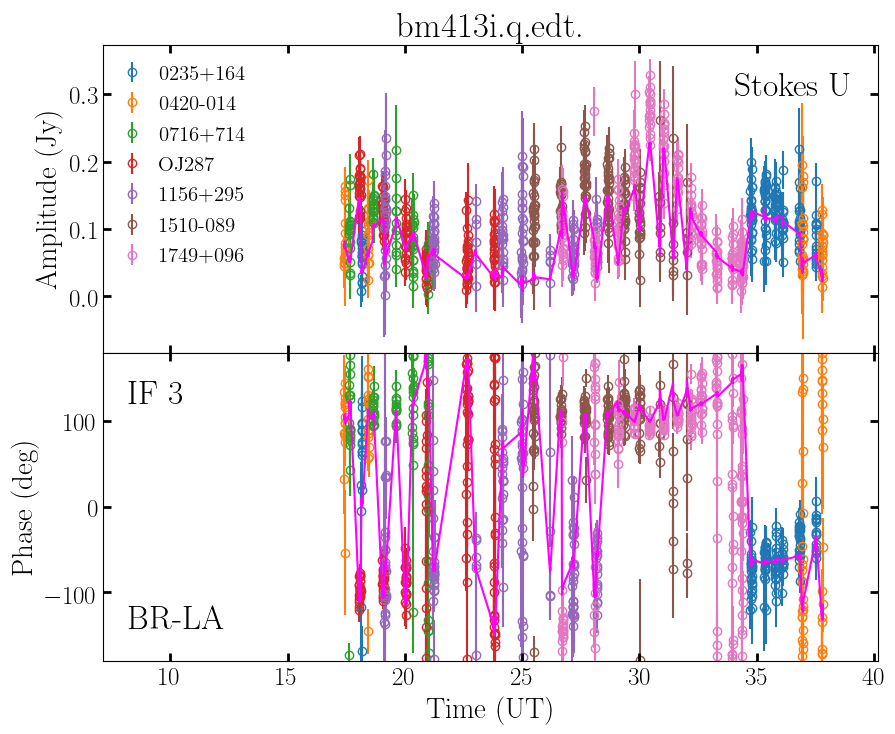 bm413i.q.edt.
Stokes U
0235+164
0420-014
0716+714
OJ287
1156+295
1510-089
1749+096
Amplitude (Jy)
0.3
0.2
0.1
0.0
IF 3
BR-LA
Phase (deg)
100
0
−100
10 15 20 25 30 35 40
Time (UT)